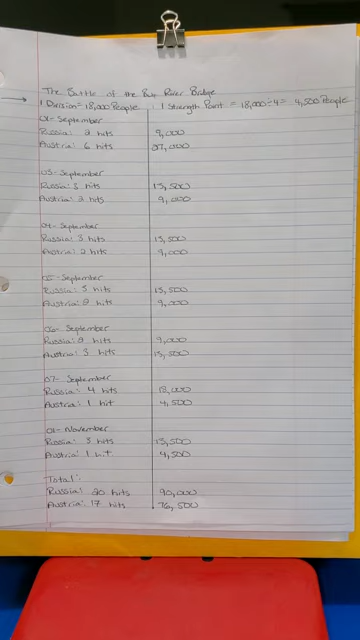 The Battle of the Bug River Bridge
1 Division = 18,000 People 1 Strength Point = 18,000 ÷ 4 = 4,500 People
01-September
Russia: 2 hits 9,000
Austria: 6 hits 27,000
03-September
Russia: 3 hits 13,500
Austria: 2 hits 9,000
04-September
Russia: 3 hits 13,500
Austria: 2 hits 9,000
05-September
Russia: 3 hits 13,500
Austria: 2 hits 9,000
06-September
Russia: 2 hits 9,000
Austria: 3 hits 13,500
07-September
Russia: 4 hits 18,000
Austria: 1 hit 4,500
01-November
Russia: 3 hits 13,500
Austria: 1 hit. 4,500
Total:
Russia: 20 hits 90,000
Austria: 17 hits 76,500